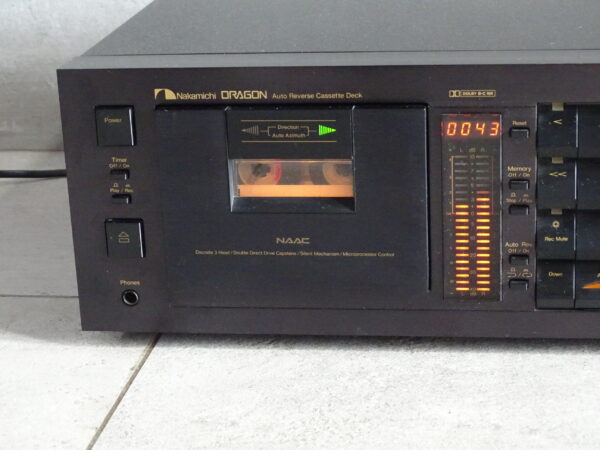 Nakamichi DRAGON Auto Reverse Cassette Deck
DOLBY B-C NR
Power
Direction
Auto Azimuth
0043
Reset
<
Timer
Off / On
Play / Rec
L dB R
Memory
Off / On
Stop / Play
<<
NAAC
Rec Mute
Discrete 3 Head / Double Direct Drive Capstans / Silent Mechanism / Microprocessor Control
Auto Rev
Off / On
Phones
Down